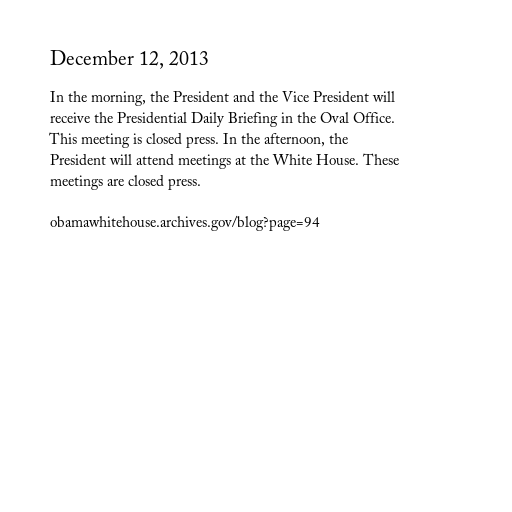 December 12, 2013
In the morning, the President and the Vice President will
receive the Presidential Daily Briefing in the Oval Office.
This meeting is closed press. In the afternoon, the
President will attend meetings at the White House. These
meetings are closed press.
obamawhitehouse.archives.gov/blog?page=94